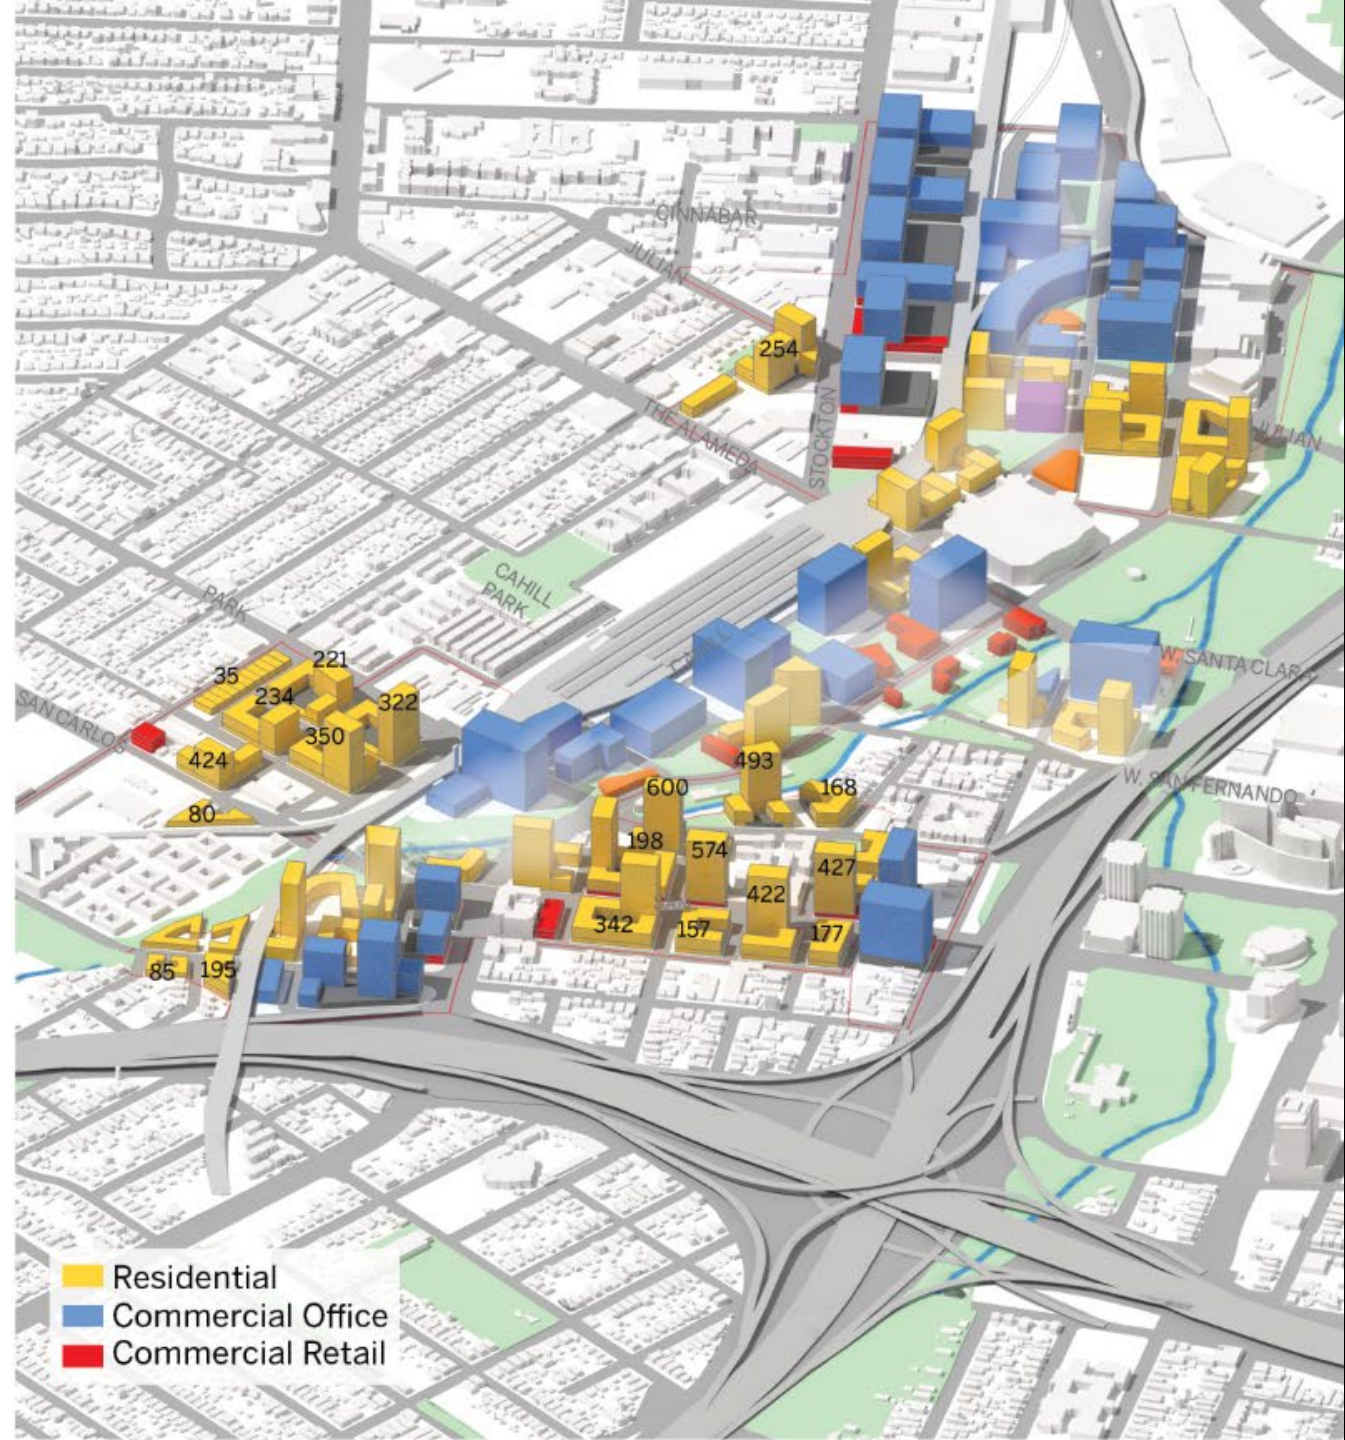 CINNABAR
JULIAN
254
THE ALAMEDA
STOCKTON
JULIAN
CAHILL
PARK
PARK
CAHILL
W. SANTA CLARA
35
221
234
322
SAN CARLOS
350
424
80
493
600
168
W. SAN FERNANDO
198
574
427
422
342
157
177
85
195
Residential
Commercial Office
Commercial Retail